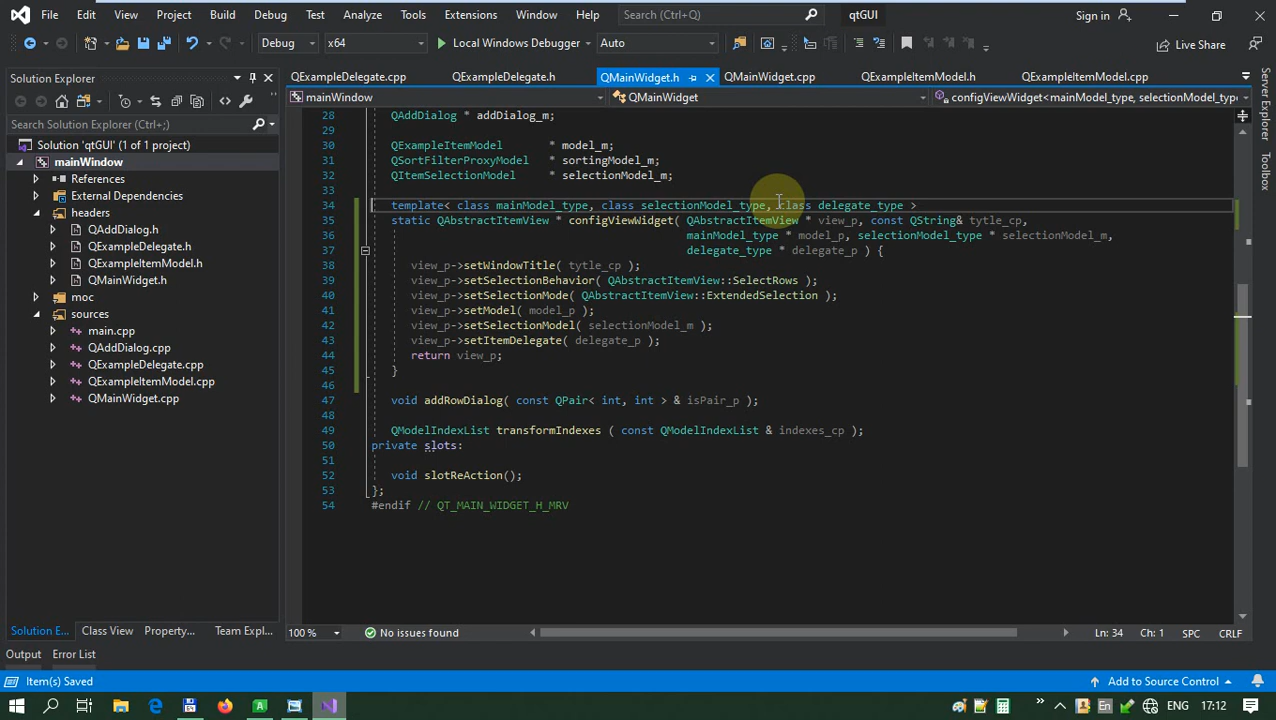 File Edit View Project Build Debug Test Analyze Tools Extensions Window Help Search (Ctrl+Q) qtGUI Sign in
Debug x64 Local Windows Debugger Auto Live Share
Solution Explorer
QExampleDelegate.cpp QExampleDelegate.h QMainWidget.h QMainWidget.cpp QExampleItemModel.h QExampleItemModel.cpp
mainWindow QMainWidget configViewWidget<mainModel_type, selectionModel_typ
Search Solution Explorer (Ctrl+;)
Solution 'qtGUI' (1 of 1 project)
mainWindow
References
External Dependencies
headers
QAddDialog.h
QExampleDelegate.h
QExampleItemModel.h
QMainWidget.h
moc
sources
main.cpp
QAddDialog.cpp
QExampleDelegate.cpp
QExampleItemModel.cpp
QMainWidget.cpp
28 QAddDialog * addDialog_m;
29
30 QExampleItemModel * model_m;
31 QSortFilterProxyModel * sortingModel_m;
32 QItemSelectionModel * selectionModel_m;
33
34 template< class mainModel_type, class selectionModel_type, class delegate_type >
35 static QAbstractItemView * configViewWidget( QAbstractItemView * view_p, const QString& tytle_cp,
36 mainModel_type * model_p, selectionModel_type * selectionModel_m,
37 delegate_type * delegate_p ) {
38 view_p->setWindowTitle( tytle_cp );
39 view_p->setSelectionBehavior( QAbstractItemView::SelectRows );
40 view_p->setSelectionMode( QAbstractItemView::ExtendedSelection );
41 view_p->setModel( model_p );
42 view_p->setSelectionModel( selectionModel_m );
43 view_p->setItemDelegate( delegate_p );
44 return view_p;
45 }
46
47 void addRowDialog( const QPair< int, int > & isPair_p );
48
49 QModelIndexList transformIndexes ( const QModelIndexList & indexes_cp );
50 private slots:
51
52 void slotReAction();
53 };
54 #endif // QT_MAIN_WIDGET_H_MRV
Server Explorer
Toolbox
Solution E... Class View Property... Team Expl...
100 % No issues found Ln: 34 Ch: 1 SPC CRLF
Output Error List
Item(s) Saved Add to Source Control
ENG 17:12